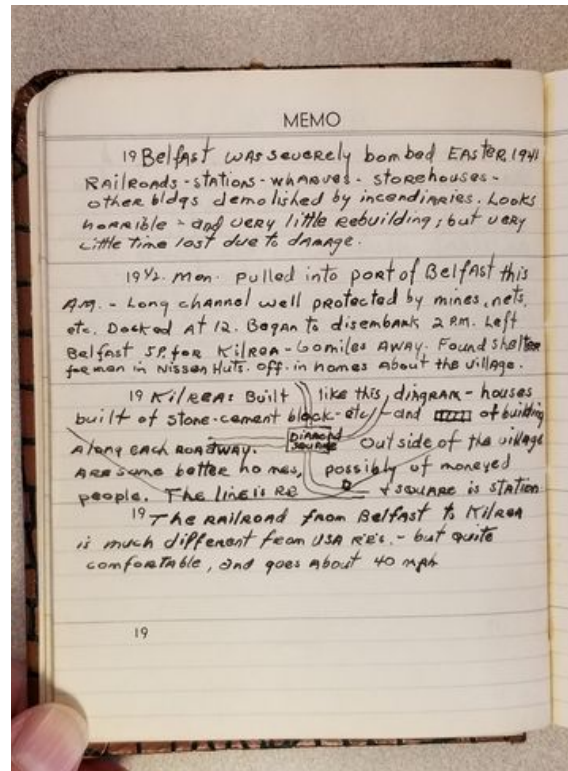 MEMO
19 Belfast was severely bombed Easter, 1941
Railroads - stations - wharves - storehouses -
other bldgs demolished by incendiaries. Looks
horrible - and very little rebuilding; but very
little time lost due to damage.
19 1/2. Mon. Pulled into port of Belfast this
A.M. - Long channel well protected by mines, nets,
etc. Docked at 12. Began to disembank 2 P.M. Left
Belfast 5P. for Kilrea - 60 miles away. Found shelter
for men in Nissen Huts. Off. in homes about the village.
19 Kilrea: Built like this diagram - houses
built of stone - cement block - etc/ - and of building
along each roadway. Diamond Square Outside of the village
are some better homes, possibly of moneyed
people. The line is RR + square is station
19 The railroad from Belfast to Kilrea
is much different from USA RR's. - but quite
comfortable, and goes about 40 mph
19